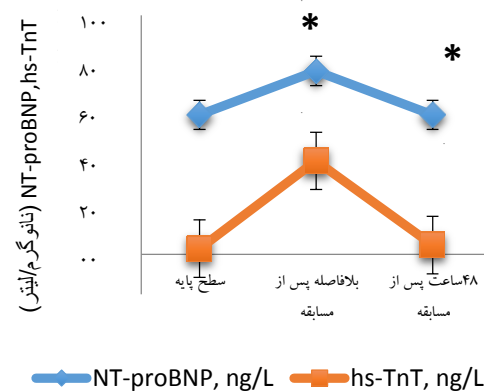 NT-proBNP,hs-TnT (نانوگرم/لیتر)
۱۰۰
۸۰
۶۰
۴۰
۲۰
۰۰
*
*
سطح پایه
بلافاصله پس از
مسابقه
۴۸ساعت پس از
مسابقه
NT-proBNP, ng/L
hs-TnT, ng/L